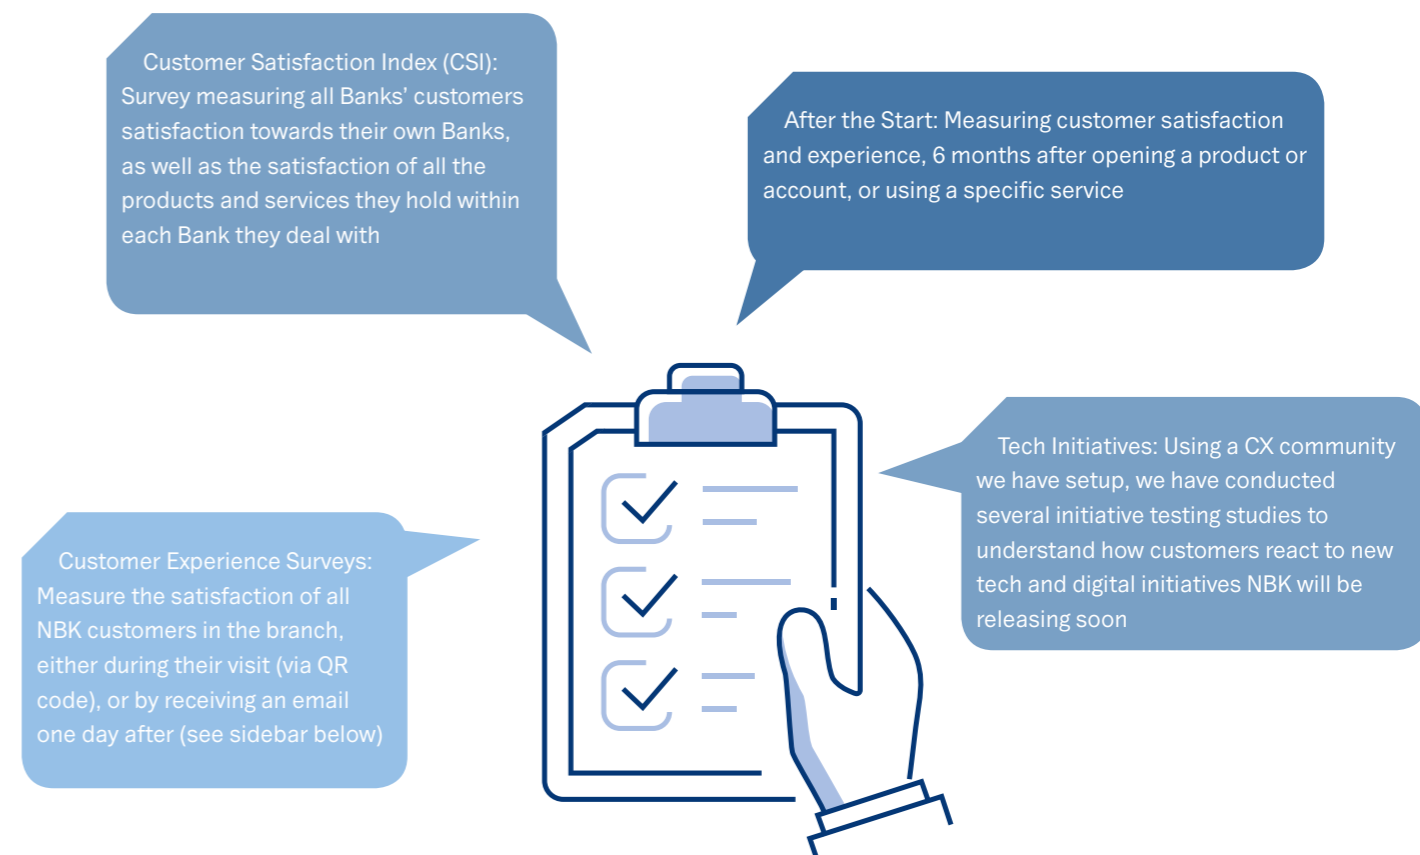 Customer Satisfaction Index (CSI):
Survey measuring all Banks’ customers
satisfaction towards their own Banks,
as well as the satisfaction of all the
products and services they hold within
each Bank they deal with
After the Start: Measuring customer satisfaction
and experience, 6 months after opening a product or
account, or using a specific service
Tech Initiatives: Using a CX community
we have setup, we have conducted
several initiative testing studies to
understand how customers react to new
tech and digital initiatives NBK will be
releasing soon
Customer Experience Surveys:
Measure the satisfaction of all
NBK customers in the branch,
either during their visit (via QR
code), or by receiving an email
one day after (see sidebar below)